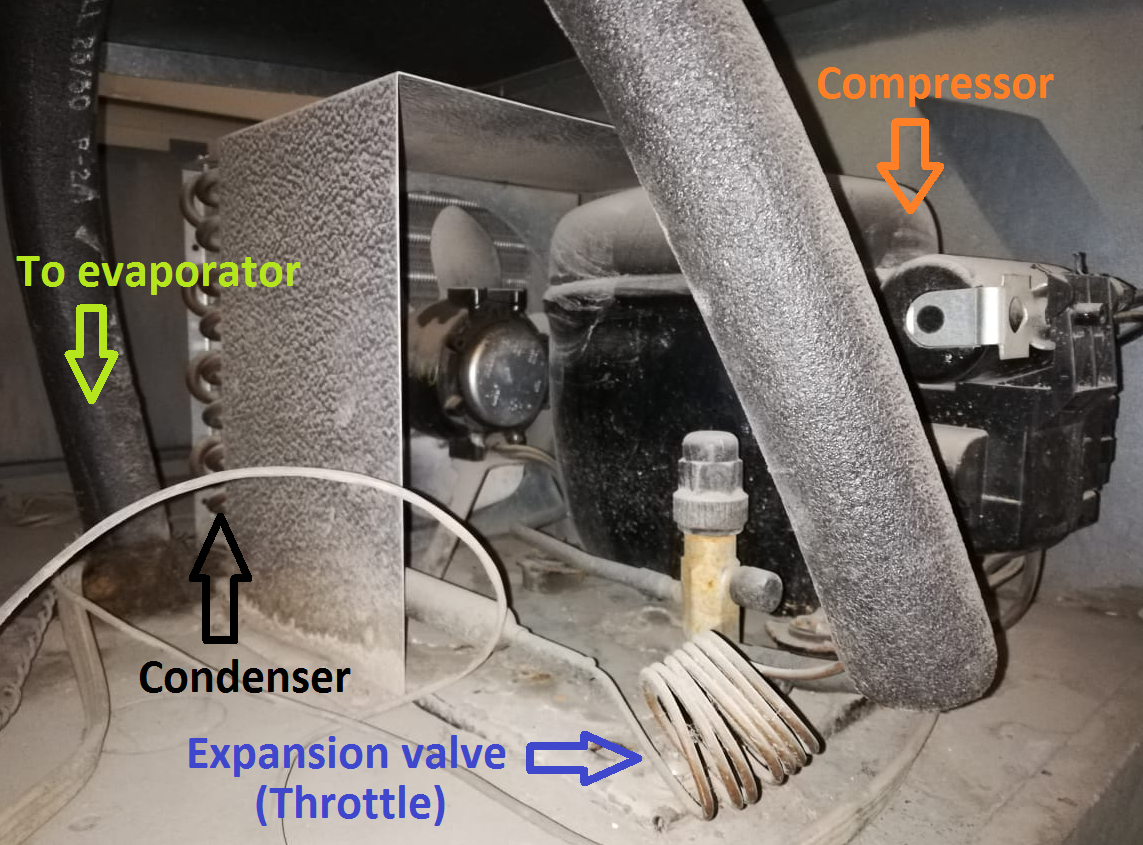 Compressor
To evaporator
Condenser
Expansion valve
(Throttle)